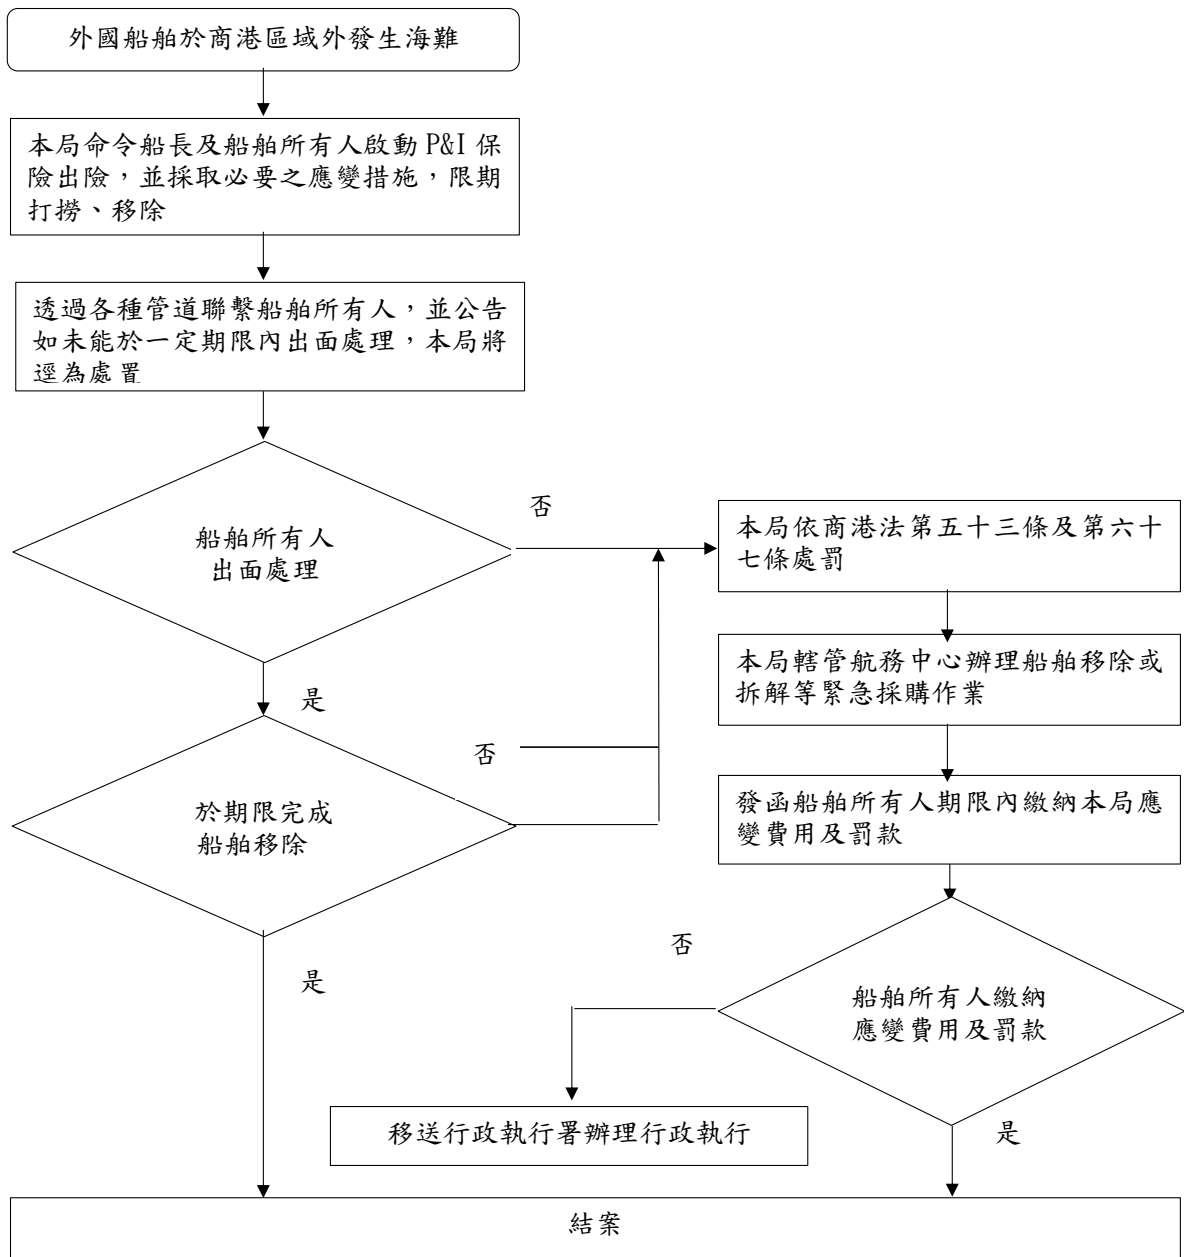 外國船舶於商港區域外發生海難
本局命令船長及船舶所有人啟動 P&I 保
險出險，並採取必要之應變措施，限期
打撈、移除
透過各種管道聯繫船舶所有人，並公告
如未能於一定期限內出面處理，本局將
逕為處置
船舶所有人
出面處理
否
是
本局依商港法第五十三條及第六十
七條處罰
本局轄管航務中心辦理船舶移除或
拆解等緊急採購作業
於期限完成
船舶移除
否
是
發函船舶所有人期限內繳納本局應
變費用及罰款
船舶所有人繳納
應變費用及罰款
否
是
移送行政執行署辦理行政執行
結案